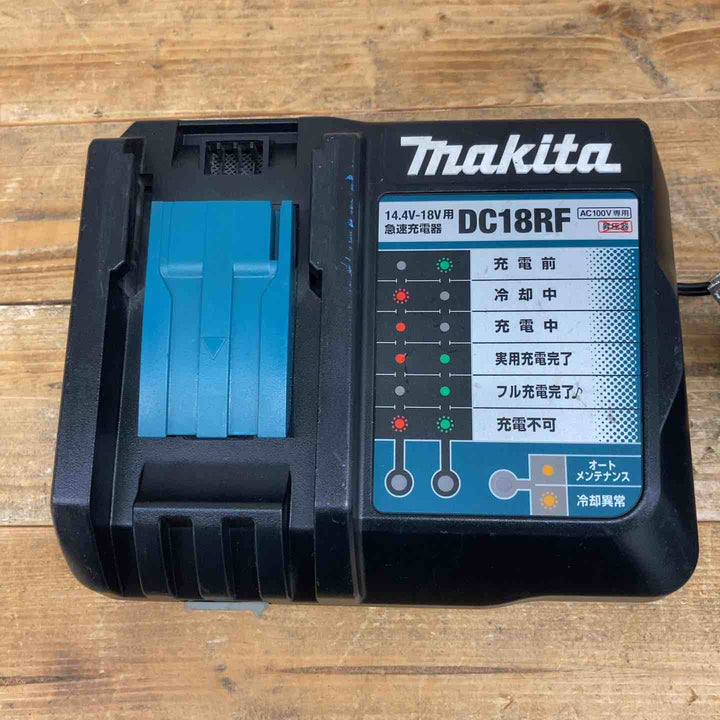 makita
14.4V-18V用
急速充電器
DC18RF
AC100V専用
昇圧器
充電前
冷却中
充電中
実用充電完了
フル充電完了♪
充電不可
オート
メンテナンス
冷却異常